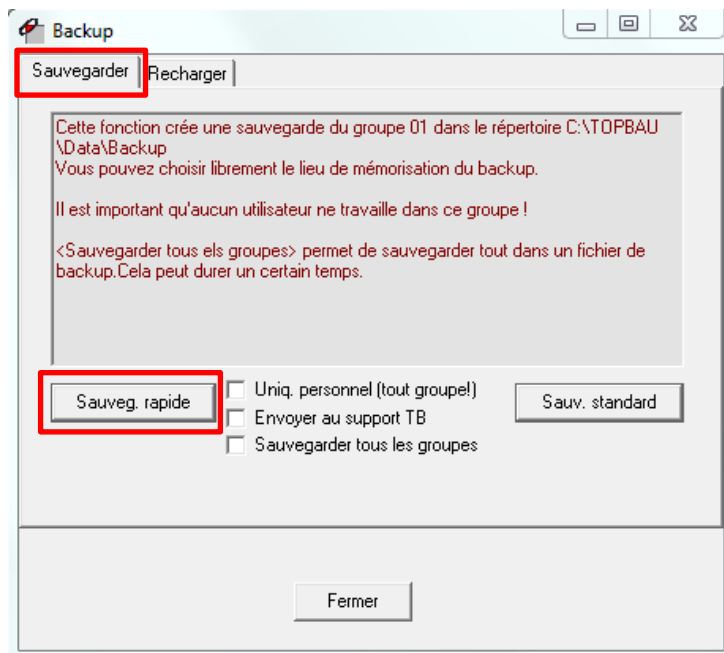 Backup
Sauvegarder Recharger
Cette fonction crée une sauvegarde du groupe 01 dans le répertoire C:\TOPBAU
\Data\Backup
Vous pouvez choisir librement le lieu de mémorisation du backup.
Il est important qu'aucun utilisateur ne travaille dans ce groupe !
<Sauvegarder tous els groupes> permet de sauvegarder tout dans un fichier de
backup.Cela peut durer un certain temps.
Sauveg. rapide
Uniq. personnel (tout groupe!)
Envoyer au support TB
Sauvegarder tous les groupes
Sauv. standard
Fermer